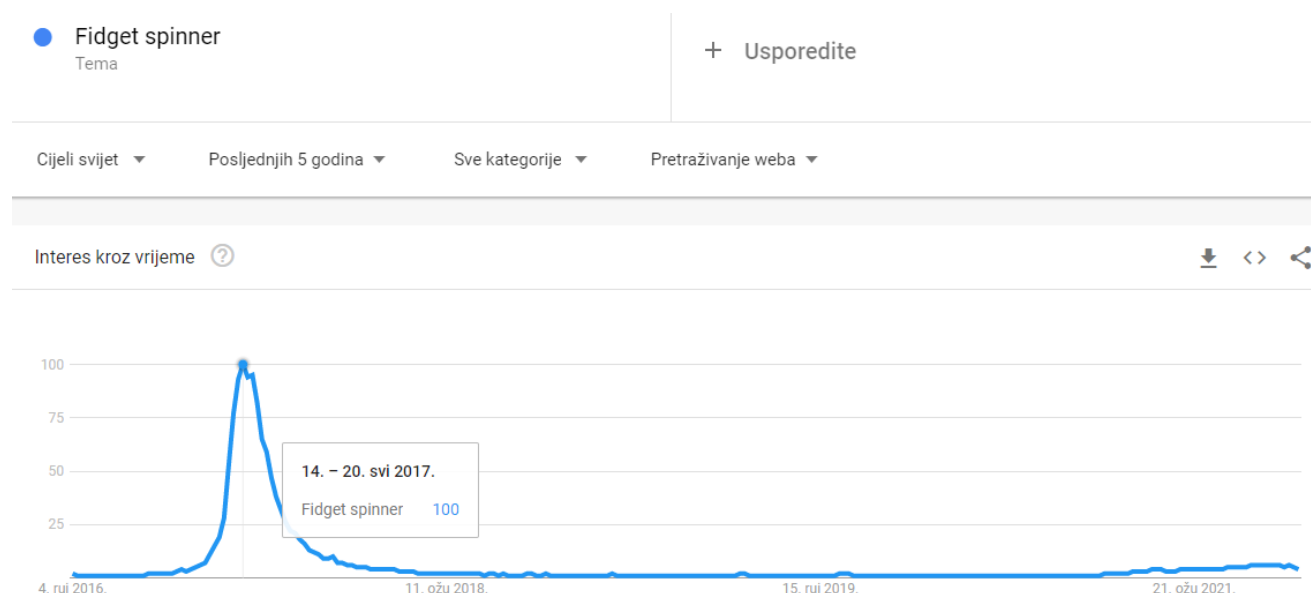 Fidget spinner
Tema
+ Usporedite
Cijeli svijet
Posljednjih 5 godina
Sve kategorije
Pretraživanje weba
Interes kroz vrijeme ?
100
75
50
25
14. – 20. svi 2017.
Fidget spinner 100
4. ruj 2016.
11. ožu 2018.
15. ruj 2019.
21. ožu 2021.